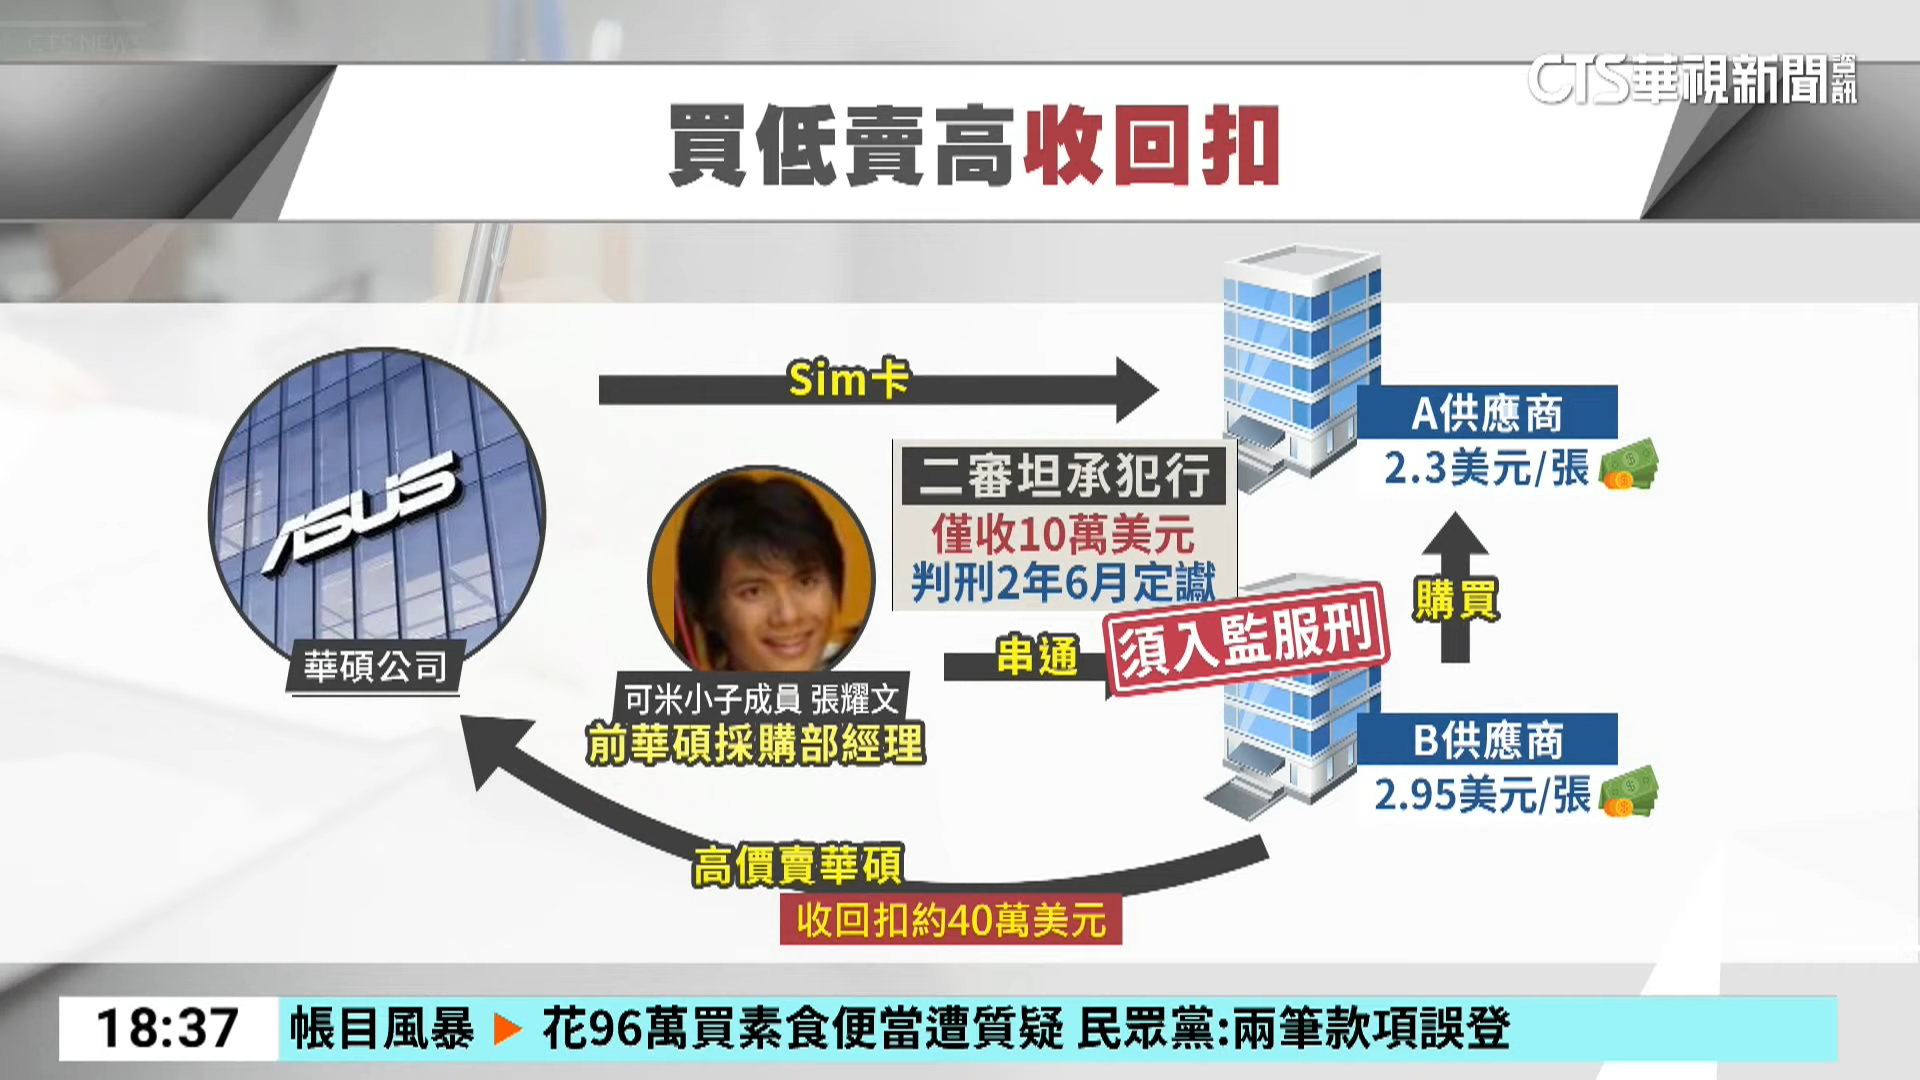 CTS NEWS
CTS華視新聞資訊
買低賣高收回扣
Sim卡
A供應商
2.3美元/張
ASUS
華碩公司
二審坦承犯行
僅收10萬美元
判刑2年6月定讞
須入監服刑
購買
串通
可米小子成員 張耀文
前華碩採購部經理
B供應商
2.95美元/張
高價賣華碩
收回扣約40萬美元
18:37
帳目風暴 ▶ 花96萬買素食便當遭質疑 民眾黨:兩筆款項誤登